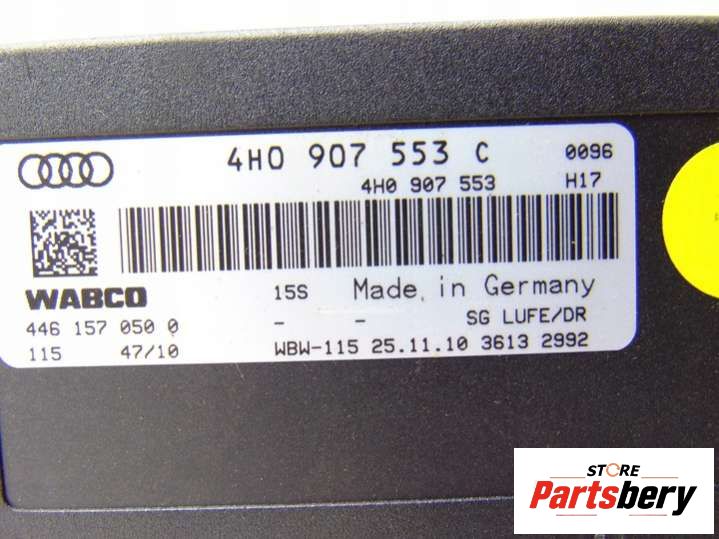 4H0 907 553 C 0096
4H0 907 553 H17
WABCO 15S Made in Germany
446 157 050 0 - - SG LUFE/DR
115 47/10 WBW-115 25.11.10 3613 2992
STORE
Partsbery